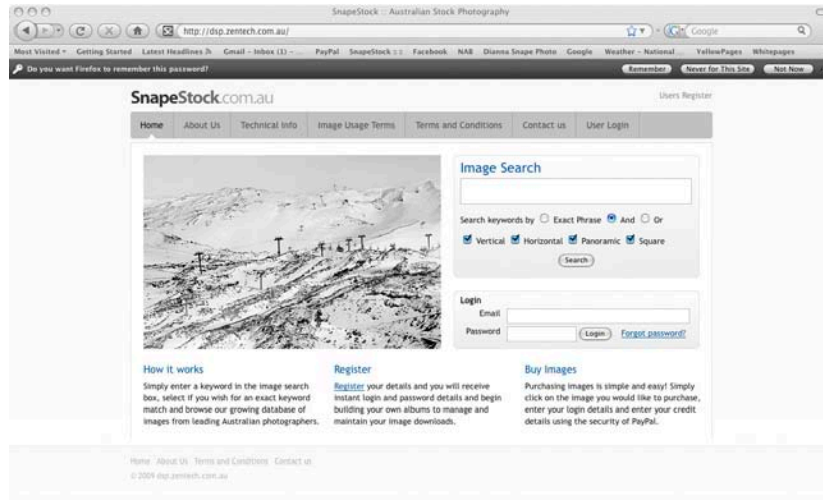 SnapeStock :: Australian Stock Photography
http://dsp.zentech.com.au/
Google
Most Visited Getting Started Latest Headlines Gmail - Inbox (1) - ... PayPal SnapeStock :: Facebook NAB Dianna Snape Photo Google Weather - National ... YellowPages Whitepages
Do you want Firefox to remember this password? Remember Never for This Site Not Now
SnapeStock.com.au
Users Register
Home About Us Technical Info Image Usage Terms Terms and Conditions Contact us User Login
Image Search
Search keywords by Exact Phrase And Or
Vertical Horizontal Panoramic Square
Search
Login
Email
Password Login Forgot password?
How it works
Simply enter a keyword in the image search
box, select if you wish for an exact keyword
match and browse our growing database of
images from leading Australian photographers.
Register
Register your details and you will receive
instant login and password details and begin
building your own albums to manage and
maintain your image downloads.
Buy Images
Purchasing images is simple and easy! Simply
click on the image you would like to purchase,
enter your login details and enter your credit
details using the security of PayPal.
Home About Us Terms and Conditions Contact us
© 2009 dsp.zentech.com.au